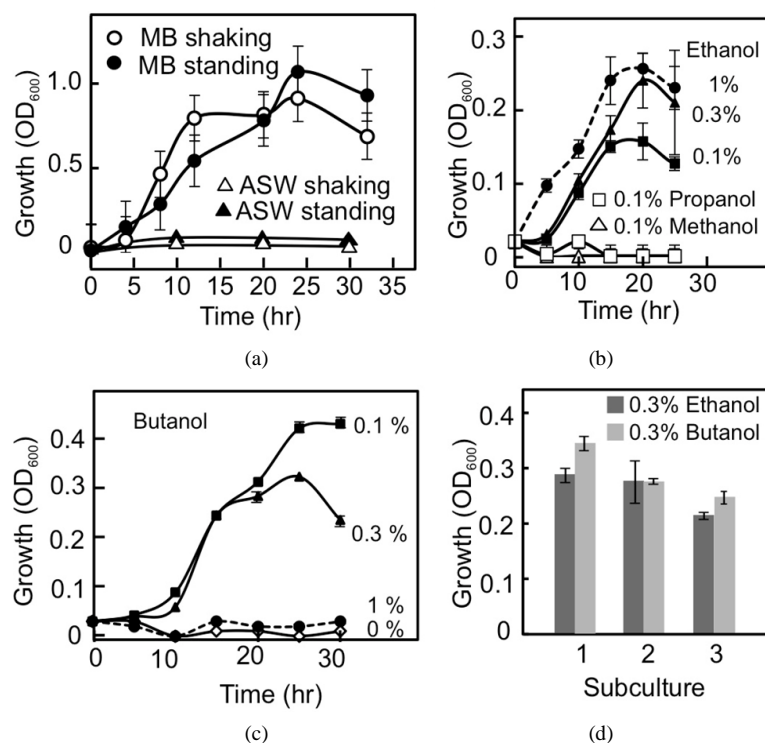 MB shaking
MB standing
ASW shaking
ASW standing
Growth (OD600)
1.0
0.5
0
0 5 10 15 20 25 30 35
Time (hr)
(a)
Ethanol
1%
0.3%
0.1%
0.1% Propanol
0.1% Methanol
Growth (OD600)
0.3
0.2
0.1
0
0 10 20 30
Time (hr)
(b)
Butanol
0.1 %
0.3 %
1 %
0 %
Growth (OD600)
0.4
0.3
0.2
0.1
0
0 10 20 30
Time (hr)
(c)
0.3% Ethanol
0.3% Butanol
Growth (OD600)
0.4
0.3
0.2
0.1
0
1 2 3
Subculture
(d)